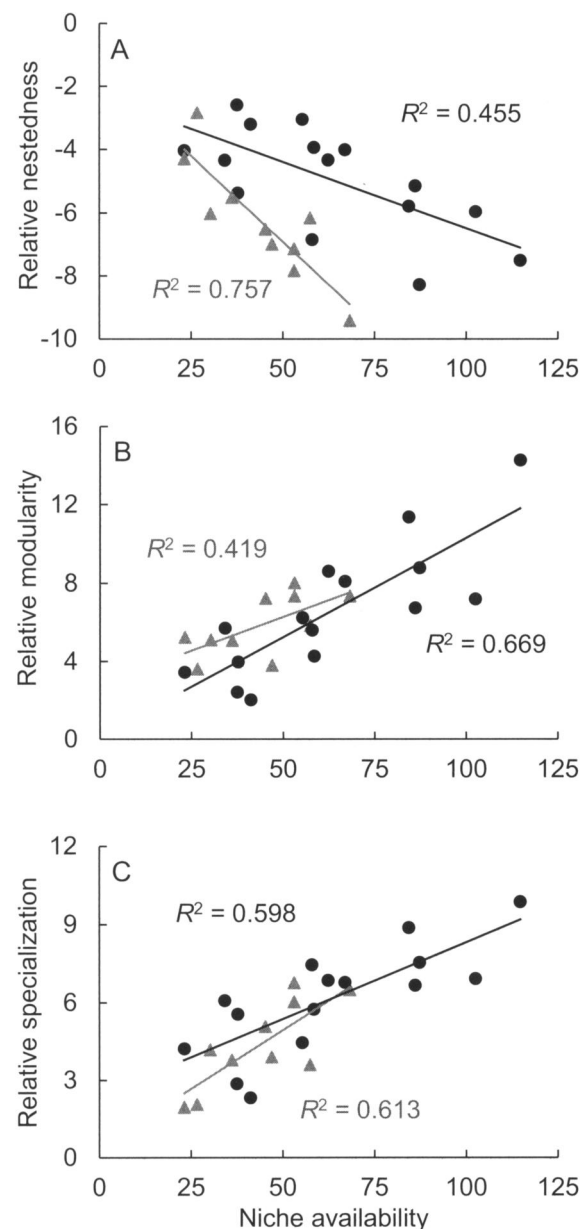 A
Relative nestedness
0
-2
-4
-6
-8
-10
R² = 0.455
R² = 0.757
0 25 50 75 100 125
B
Relative modularity
16
12
8
4
0
R² = 0.419
R² = 0.669
0 25 50 75 100 125
C
Relative specialization
12
9
6
3
0
R² = 0.598
R² = 0.613
0 25 50 75 100 125
Niche availability